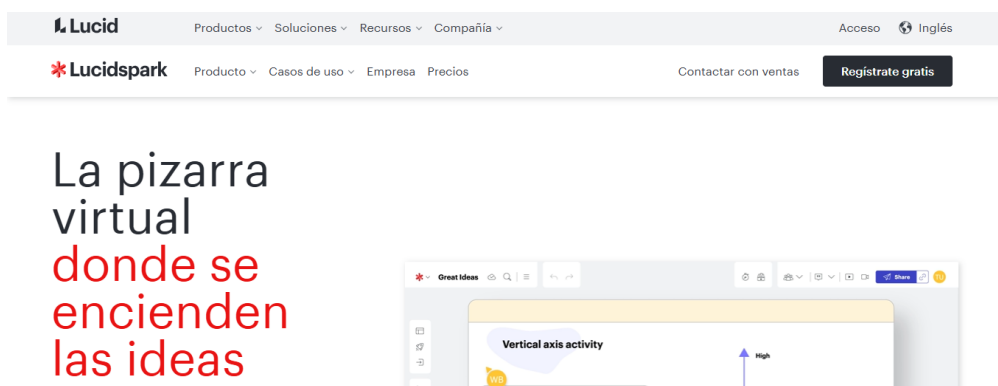 Lucid Productos Soluciones Recursos Compañía Acceso Inglés
Lucidspark Producto Casos de uso Empresa Precios Contactar con ventas Regístrate gratis
La pizarra
virtual
donde se
encienden
las ideas
Great Ideas Share TU
Vertical axis activity
High
WB